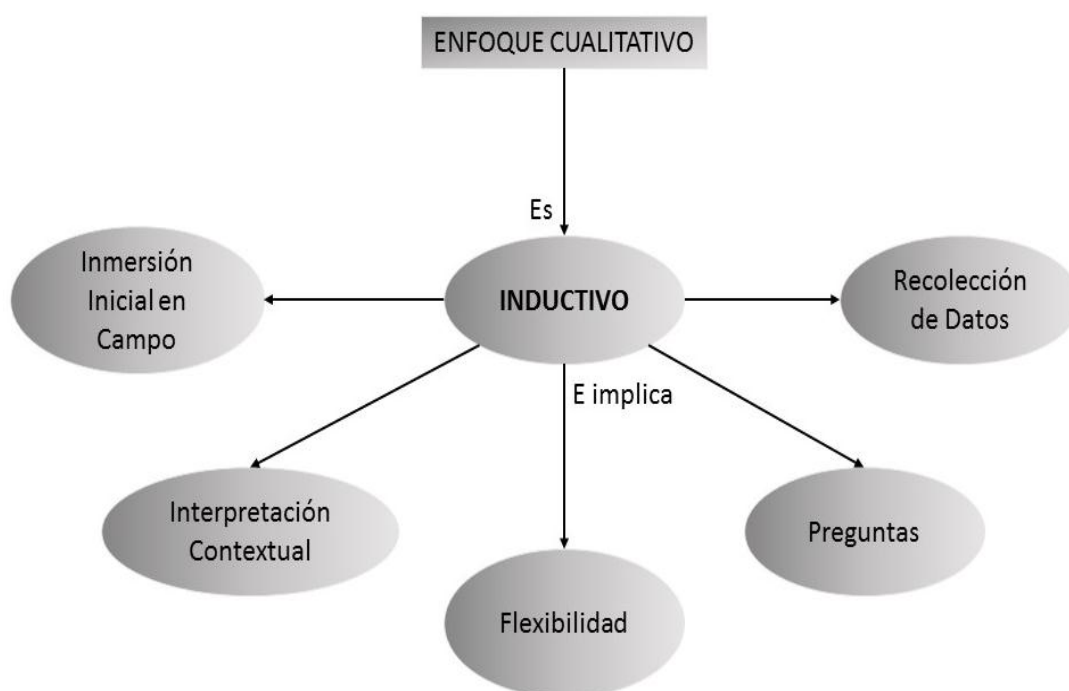 ENFOQUE CUALITATIVO
Es
Inmersión
Inicial en
Campo
INDUCTIVO
Recolección
de Datos
E implica
Interpretación
Contextual
Flexibilidad
Preguntas